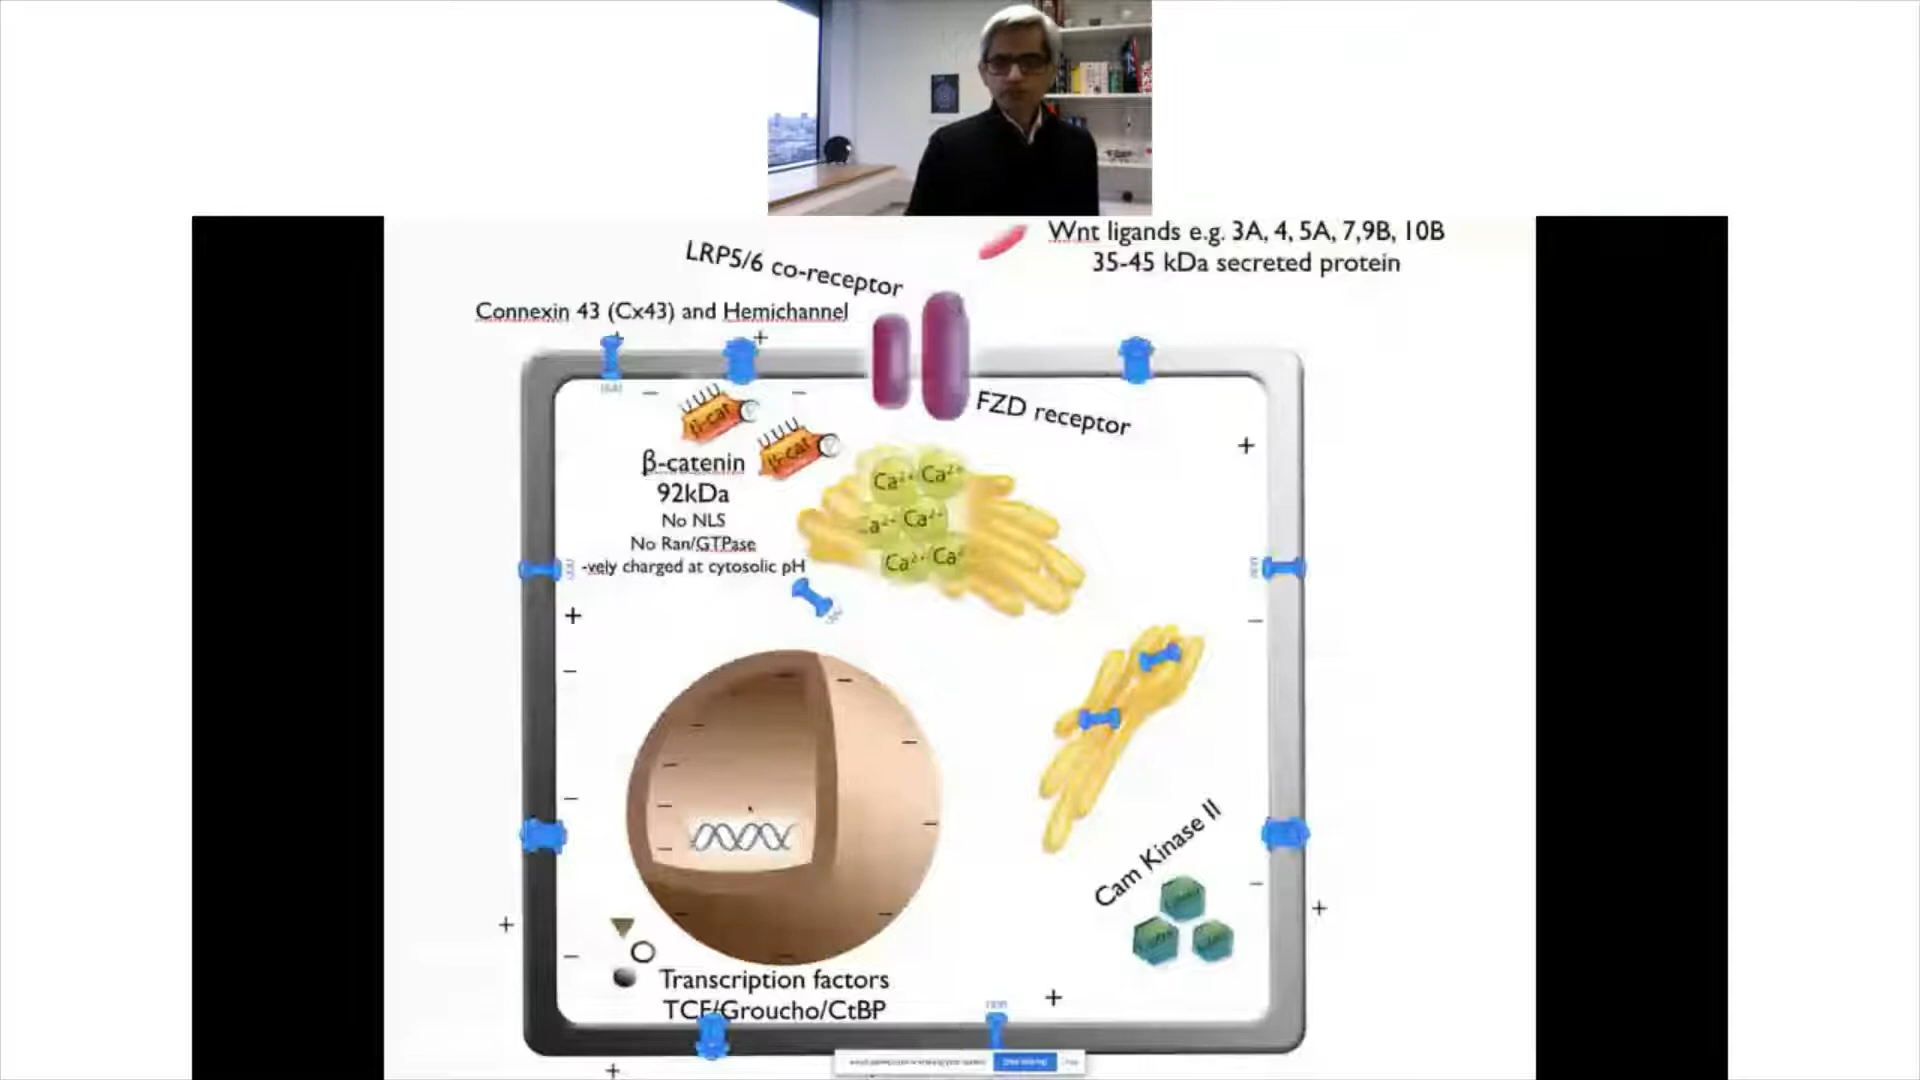 Wnt ligands e.g. 3A, 4, 5A, 7,9B, 10B
35-45 kDa secreted protein
LRP5/6 co-receptor
Connexin 43 (Cx43) and Hemichannel
FZD receptor
β-cat
β-cat
β-catenin
92kDa
No NLS
No Ran/GTPase
-vely charged at cytosolic pH
Ca²⁺ Ca²⁺
Ca²⁺ Ca²⁺
Ca²⁺ Ca²⁺
Cam Kinase II
Transcription factors
TCF/Groucho/CtBP